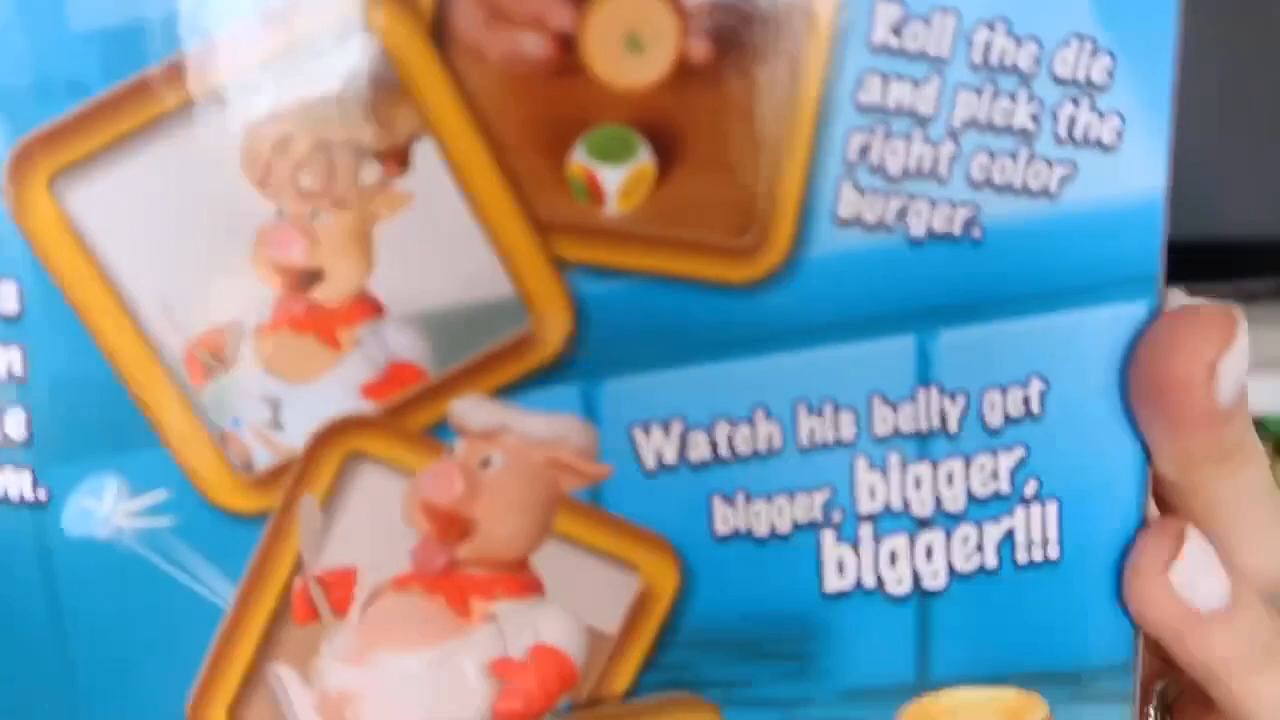 Roll the die
and pick the
right color
burger.
Watch his belly get
bigger, bigger,
bigger!!!